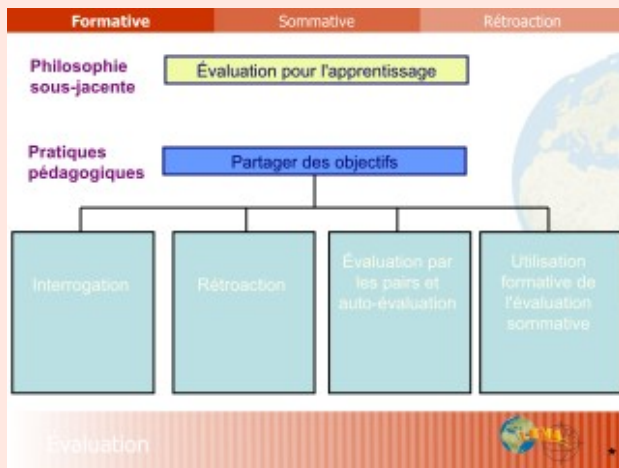 Formative Sommative Rétroaction
Philosophie
sous-jacente
Évaluation pour l'apprentissage
Pratiques
pédagogiques
Partager des objectifs
Interrogation
Rétroaction
Évaluation par
les pairs et
auto-évaluation
Utilisation
formative de
l'évaluation
sommative
Évaluation